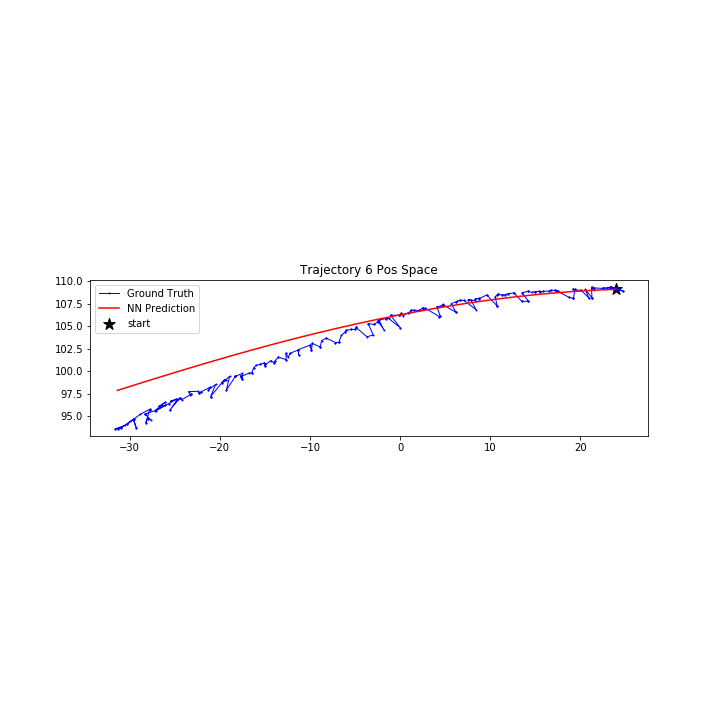 Trajectory 6 Pos Space
110.0
107.5
105.0
102.5
100.0
97.5
95.0
Ground Truth
NN Prediction
start
−30 −20 −10 0 10 20